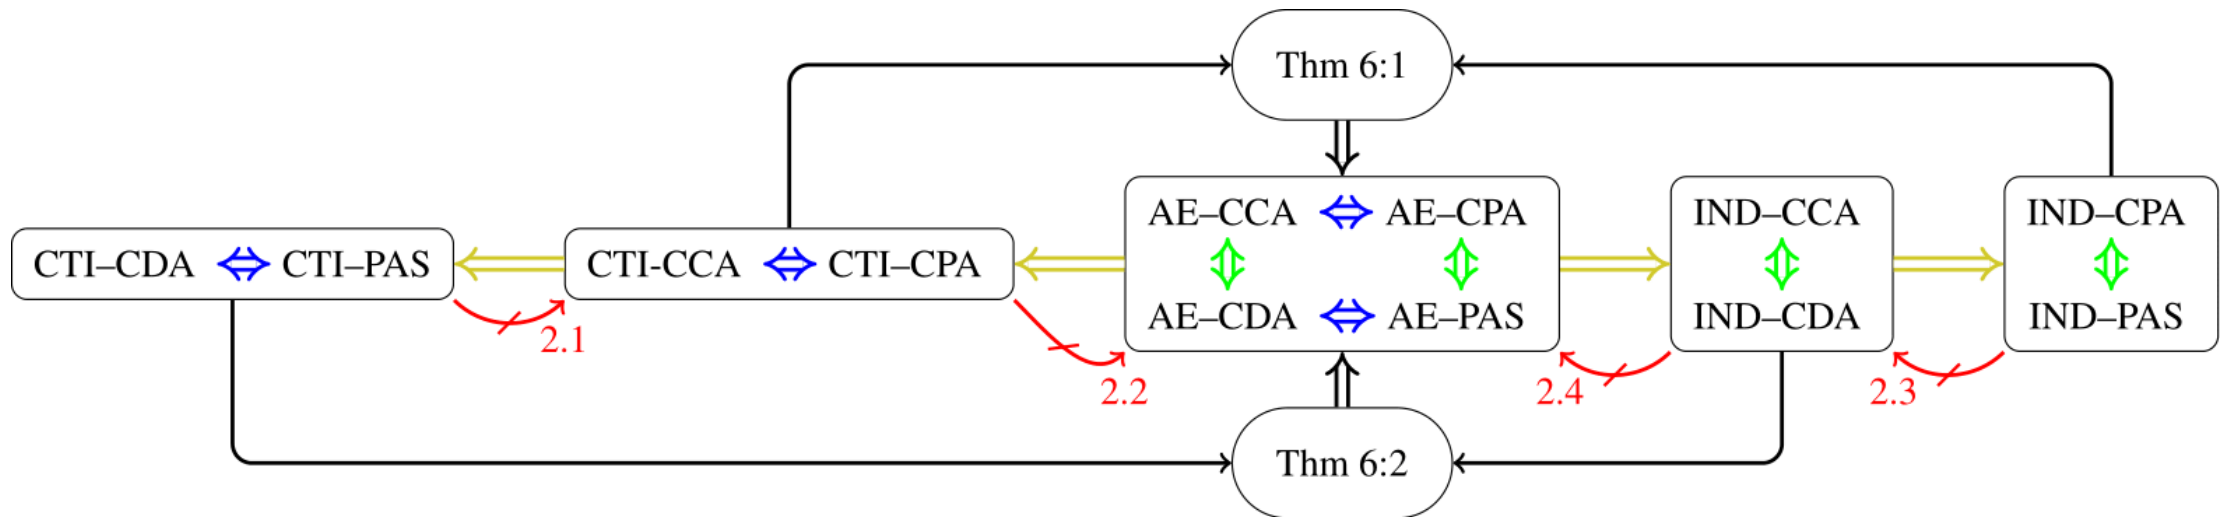 Thm 6:1
AE–CCA AE–CPA IND–CCA IND–CPA
CTI–CDA CTI–PAS CTI-CCA CTI–CPA
AE–CDA AE–PAS IND–CDA IND–PAS
2.1
2.2 2.4 2.3
Thm 6:2